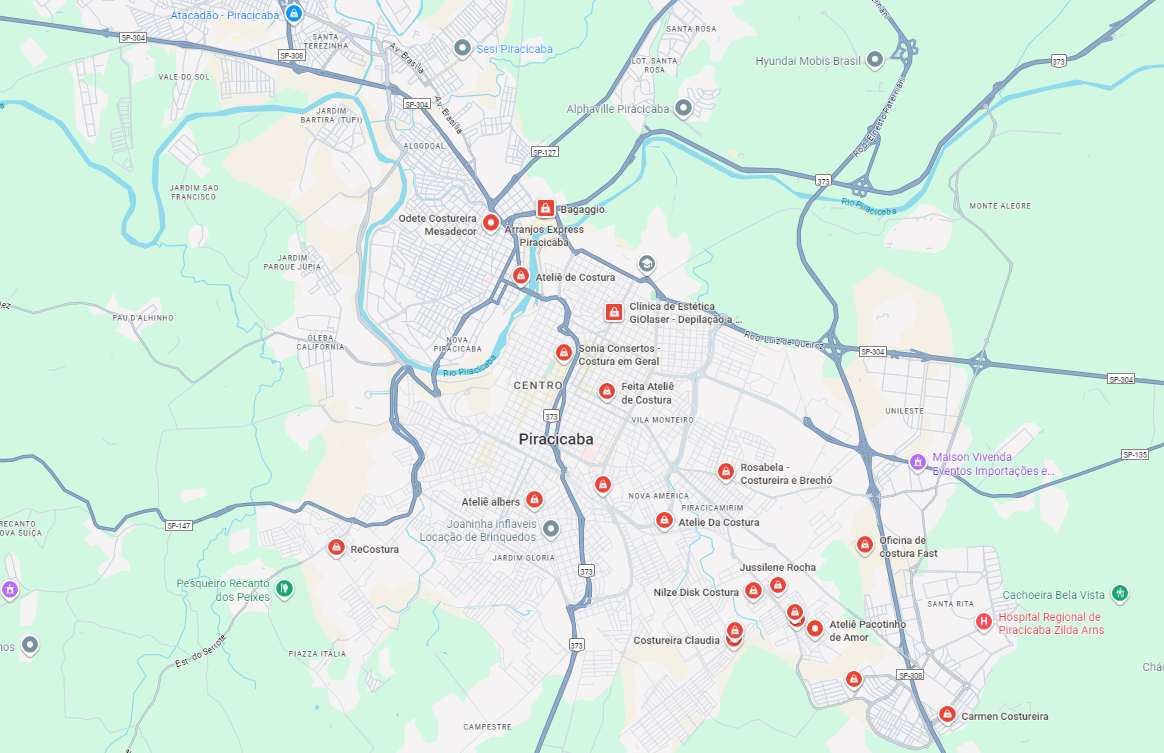 Atacadão - Piracicaba
SANTA
TEREZINHA
SP-304
SP-308
Av. Brasília
Sesi Piracicaba
SANTA ROSA
LOT. SANTA
ROSA
Hyundai Mobis Brasil
373
VALE DO SOL
SP-304
Av. Brasília
Alphaville Piracicaba
Rod. Ernesto Paterniani
JARDIM
BARTIRA (TUPI)
ALGODOAL
SP-127
373
JARDIM SAO
FRANCISCO
Rio Piracicaba
MONTE ALEGRE
Bagaggio
Odete Costureira
Mesadecor
Arranjos Express
Piracicaba
JARDIM
PARQUE JUPIA
Ateliê de Costura
Clínica de Estética
GiOlaser - Depilação a ...
PAU D'ALHINHO
GLEBA
CALIFÓRNIA
NOVA
PIRACICABA
Rod. Luiz de Queiroz
SP-304
Sonia Consertos -
Costura em Geral
Rio Piracicaba
SP-304
CENTRO
Feita Ateliê
de Costura
373
VILA MONTEIRO
UNILESTE
Piracicaba
SP-135
Maison Vivenda
Eventos Importações e...
Rosabela -
Costureira e Brechó
NOVA AMÉRICA
Ateliê albers
PIRACICAMIRIM
Atelie Da Costura
RECANTO
NOVA SUÍÇA
SP-147
Joaninha infláveis
Locação de Brinquedos
Oficina de
costura Fast
ReCostura
JARDIM GLORIA
373
Jussilene Rocha
Pesqueiro Recanto
dos Peixes
Nilze Disk Costura
Cachoeira Bela Vista
SANTA RITA
Hospital Regional de
Piracicaba Zilda Arns
Ateliê Pacotinho
de Amor
Costureira Claudia
373
Est. do Serrote
PIAZZA ITÁLIA
SP-308
Carmen Costureira
CAMPESTRE